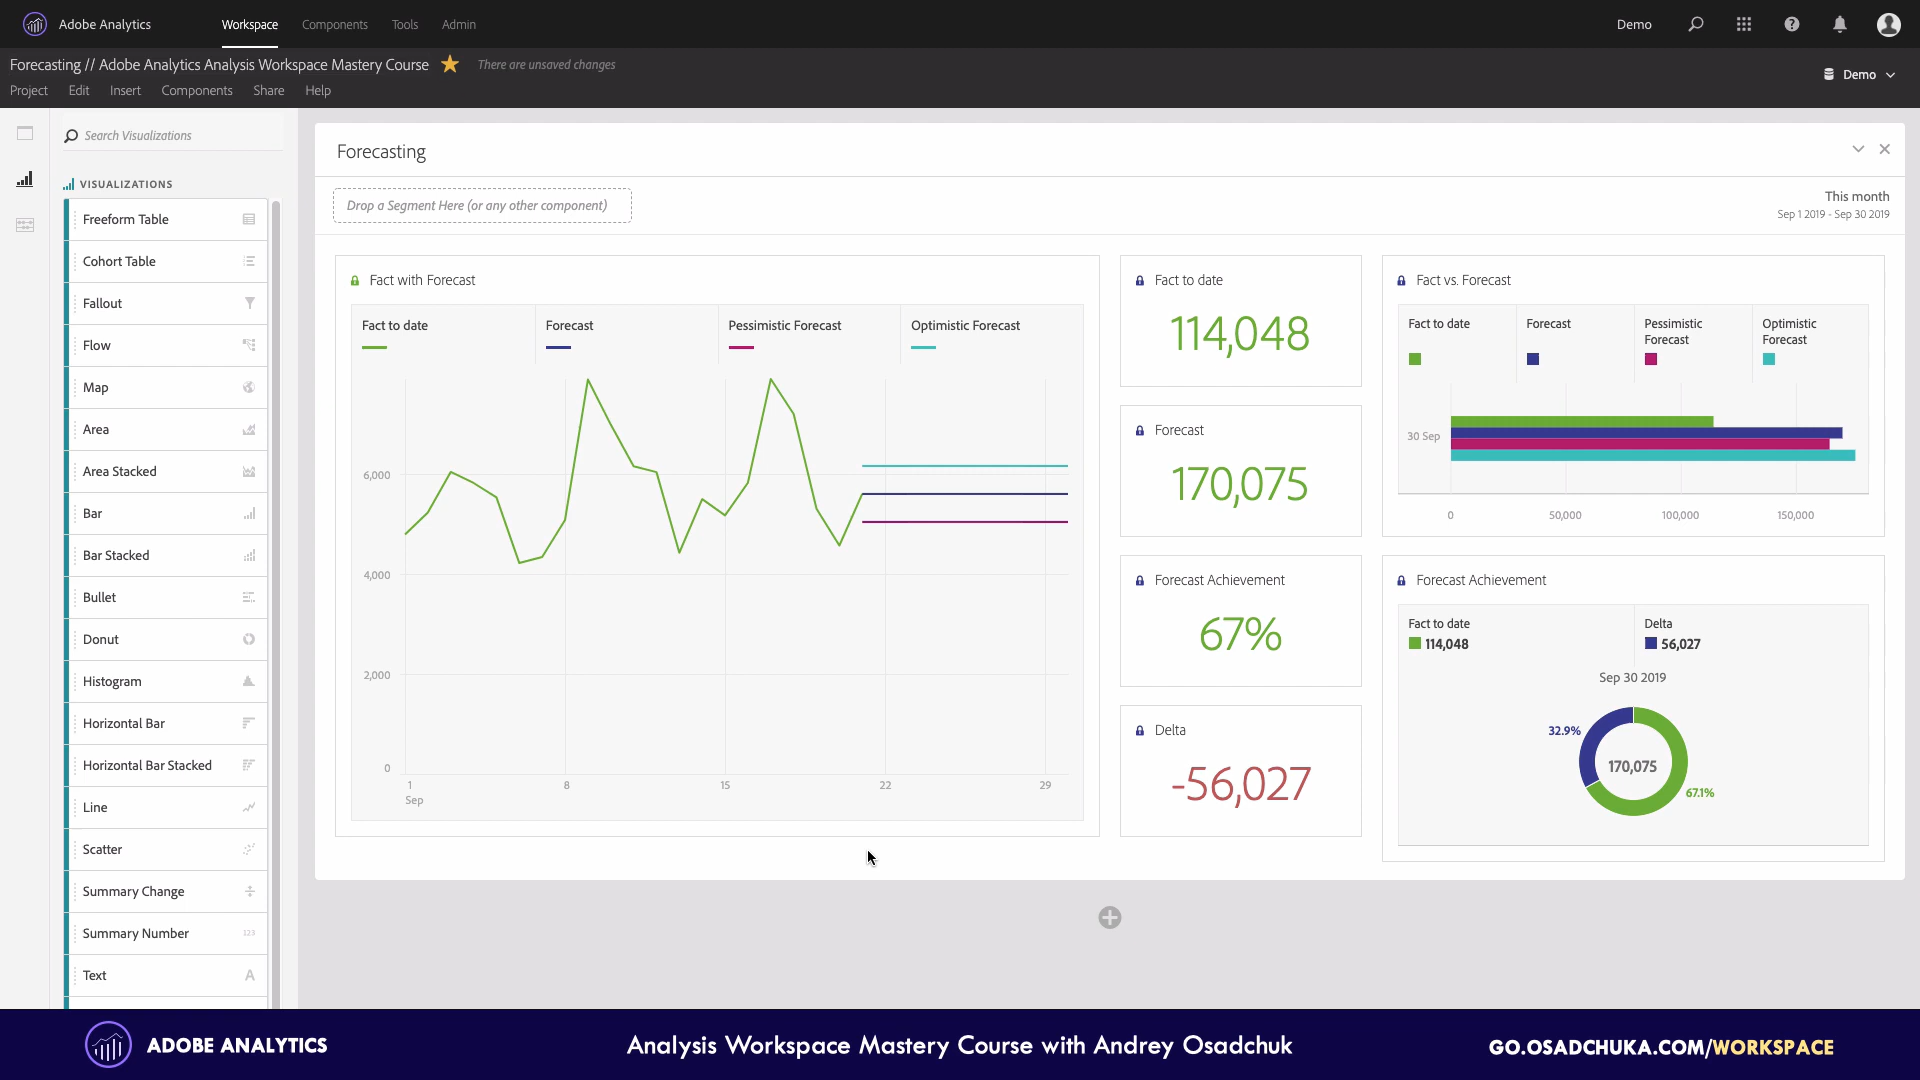 Adobe Analytics
Workspace
Components
Tools
Admin
Demo
Forecasting // Adobe Analytics Analysis Workspace Mastery Course
There are unsaved changes
Demo
Project
Edit
Insert
Components
Share
Help
Search Visualizations
VISUALIZATIONS
Freeform Table
Cohort Table
Fallout
Flow
Map
Area
Area Stacked
Bar
Bar Stacked
Bullet
Donut
Histogram
Horizontal Bar
Horizontal Bar Stacked
Line
Scatter
Summary Change
Summary Number
123
Text
A
Forecasting
Drop a Segment Here (or any other component)
This month
Sep 1 2019 - Sep 30 2019
Fact with Forecast
Fact to date
Forecast
Pessimistic Forecast
Optimistic Forecast
6,000
4,000
2,000
0
1
8
15
22
29
Sep
Fact to date
114,048
Forecast
170,075
Forecast Achievement
67%
Delta
-56,027
Fact vs. Forecast
Fact to date
Forecast
Pessimistic
Forecast
Optimistic
Forecast
30 Sep
0
50,000
100,000
150,000
Forecast Achievement
Fact to date
114,048
Delta
56,027
Sep 30 2019
32.9%
170,075
67.1%
ADOBE ANALYTICS
Analysis Workspace Mastery Course with Andrey Osadchuk
GO.OSADCHUKA.COM/WORKSPACE